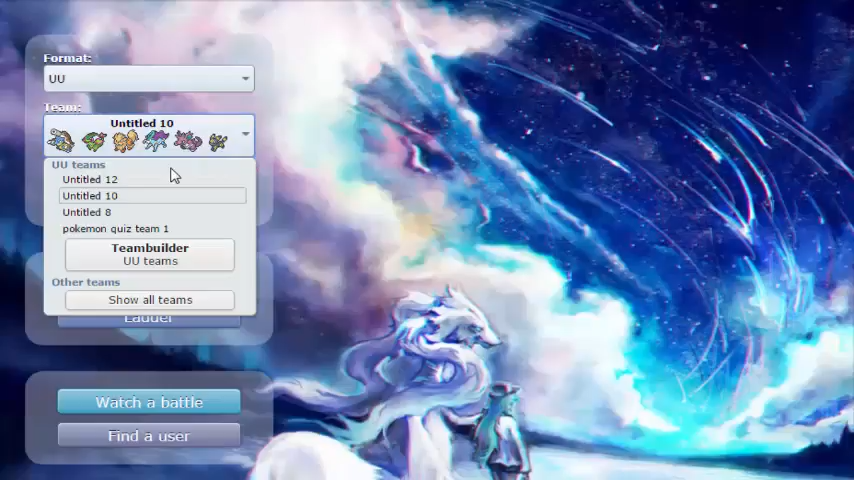 Format:
UU
Team:
Untitled 10
UU teams
Untitled 12
Untitled 10
Untitled 8
pokemon quiz team 1
Teambuilder
UU teams
Other teams
Show all teams
Ladder
Watch a battle
Find a user